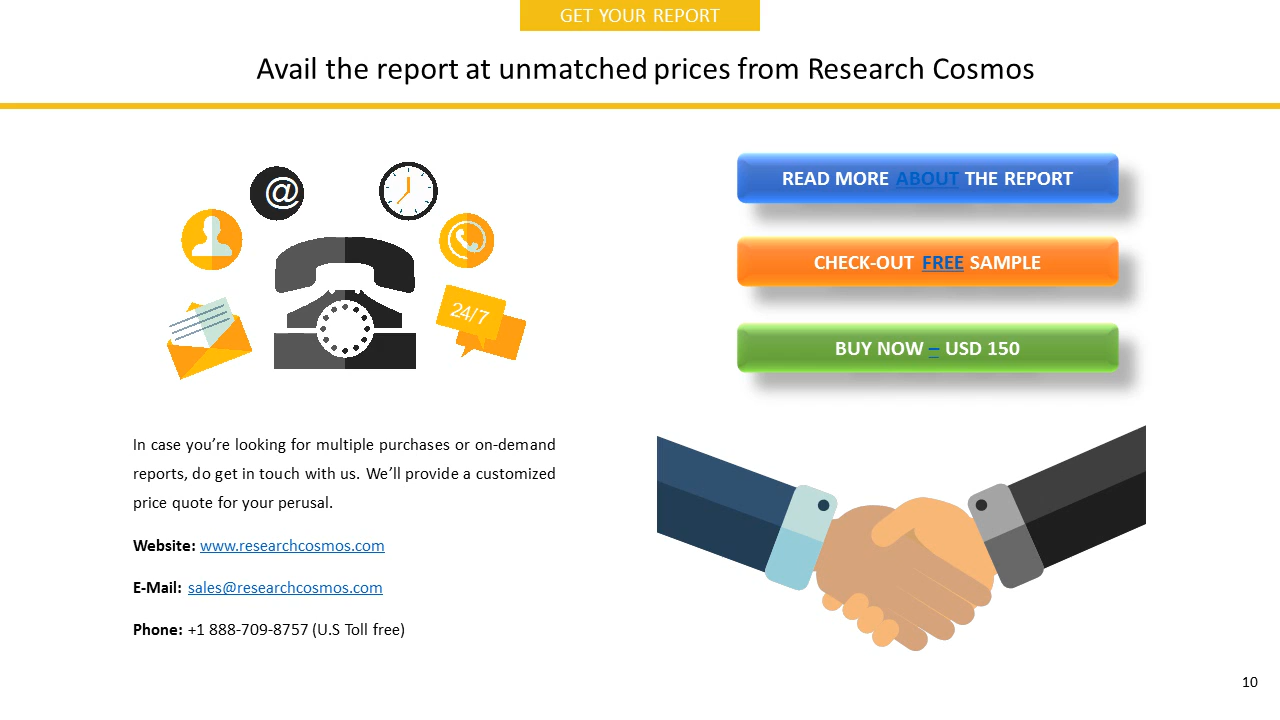 GET YOUR REPORT
Avail the report at unmatched prices from Research Cosmos
@
24/7
READ MORE ABOUT THE REPORT
CHECK-OUT FREE SAMPLE
BUY NOW – USD 150
In case you’re looking for multiple purchases or on-demand
reports, do get in touch with us. We’ll provide a customized
price quote for your perusal.
Website: www.researchcosmos.com
E-Mail: sales@researchcosmos.com
Phone: +1 888-709-8757 (U.S Toll free)
10